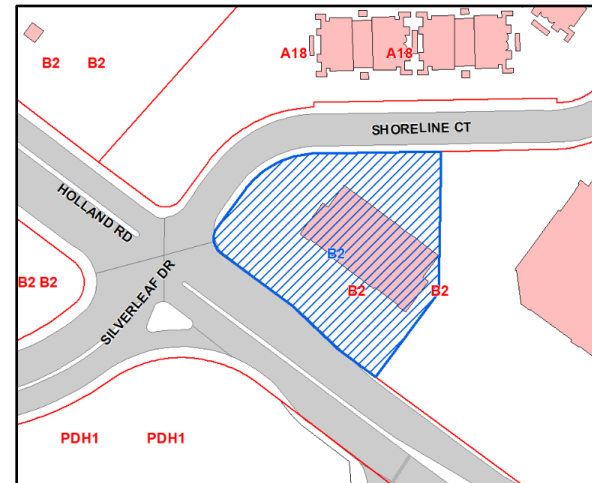 B2 B2
A18 A18
SHORELINE CT
HOLLAND RD
B2
B2 B2
B2 B2
SILVERLEAF DR
PDH1 PDH1